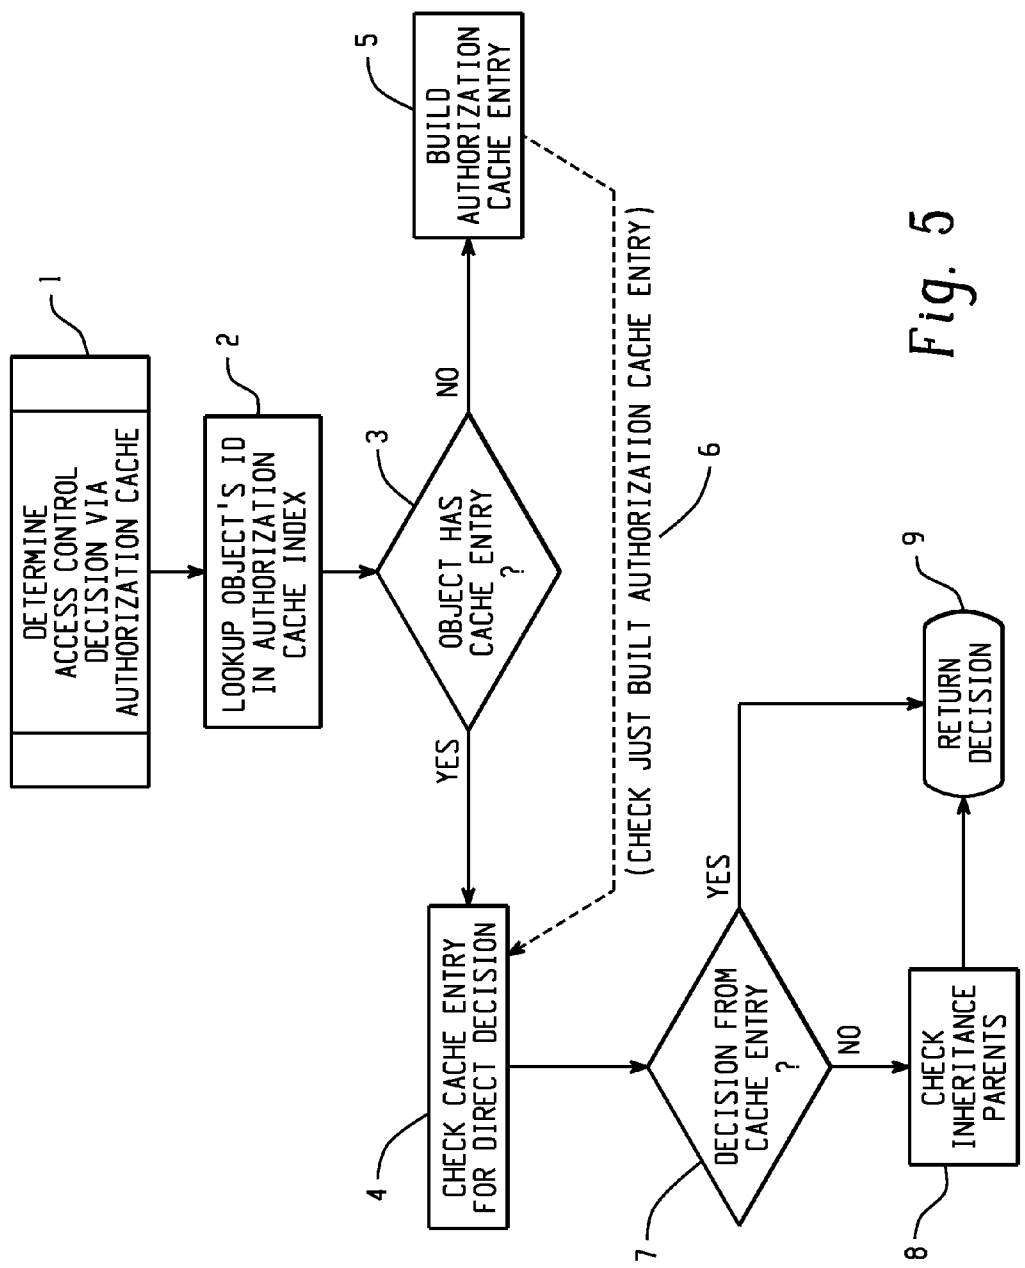 1
DETERMINE
ACCESS CONTROL
DECISION VIA
AUTHORIZATION CACHE
2
LOOKUP OBJECT'S ID
IN AUTHORIZATION
CACHE INDEX
3
OBJECT HAS
CACHE ENTRY
?
YES
NO
4
CHECK CACHE ENTRY
FOR DIRECT DECISION
5
BUILD
AUTHORIZATION
CACHE ENTRY
(CHECK JUST BUILT AUTHORIZATION CACHE ENTRY)
6
7
DECISION FROM
CACHE ENTRY
?
YES
NO
8
CHECK
INHERITANCE
PARENTS
9
RETURN
DECISION
Fig. 5